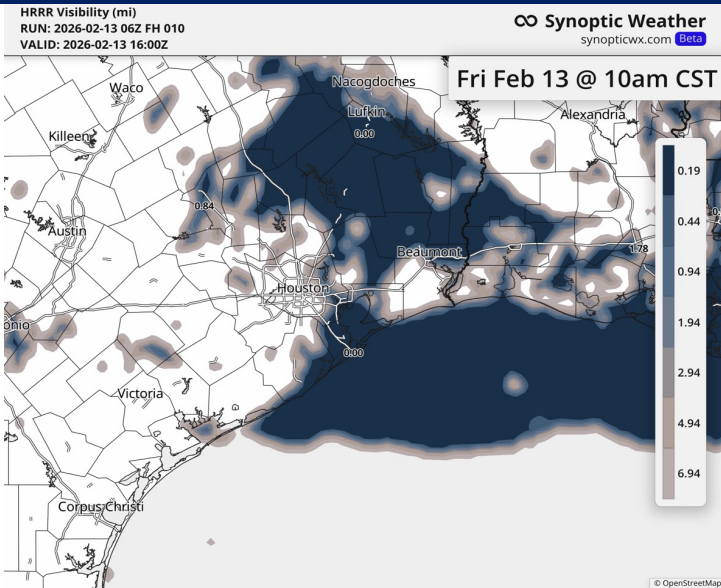 HRRR Visibility (mi)
RUN: 2026-02-13 06Z FH 010
VALID: 2026-02-13 16:00Z
Synoptic Weather
synopticwx.com Beta
Fri Feb 13 @ 10am CST
Nacogdoches
Waco
Lufkin
0.00
Alexandria
Killeen
0.19
0.84
0.44
Austin
Beaumont
1.78
0.94
Houston
1.94
onio
0.00
2.94
Victoria
4.94
6.94
Corpus Christi
© OpenStreetMap